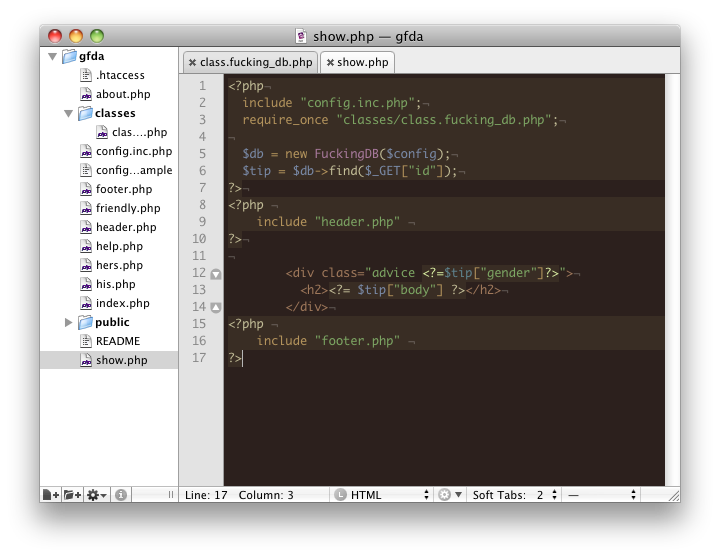 show.php — gfda
gfda
.htaccess
about.php
classes
clas....php
config.inc.php
config...ample
footer.php
friendly.php
header.php
help.php
hers.php
his.php
index.php
public
README
show.php
class.fucking_db.php
show.php
1 <?php¬
2 include "config.inc.php";¬
3 require_once "classes/class.fucking_db.php";¬
4 ¬
5 $db = new FuckingDB($config);¬
6 $tip = $db->find($_GET["id"]);¬
7 ?>¬
8 <?php ¬
9 include "header.php" ¬
10 ?>¬
11 ¬
12 <div class="advice <?=$tip["gender"]?>">¬
13 <h2><?= $tip["body"] ?></h2>¬
14 </div>¬
15 <?php ¬
16 include "footer.php" ¬
17 ?>
Line: 17 Column: 3
L HTML
Soft Tabs: 2
—